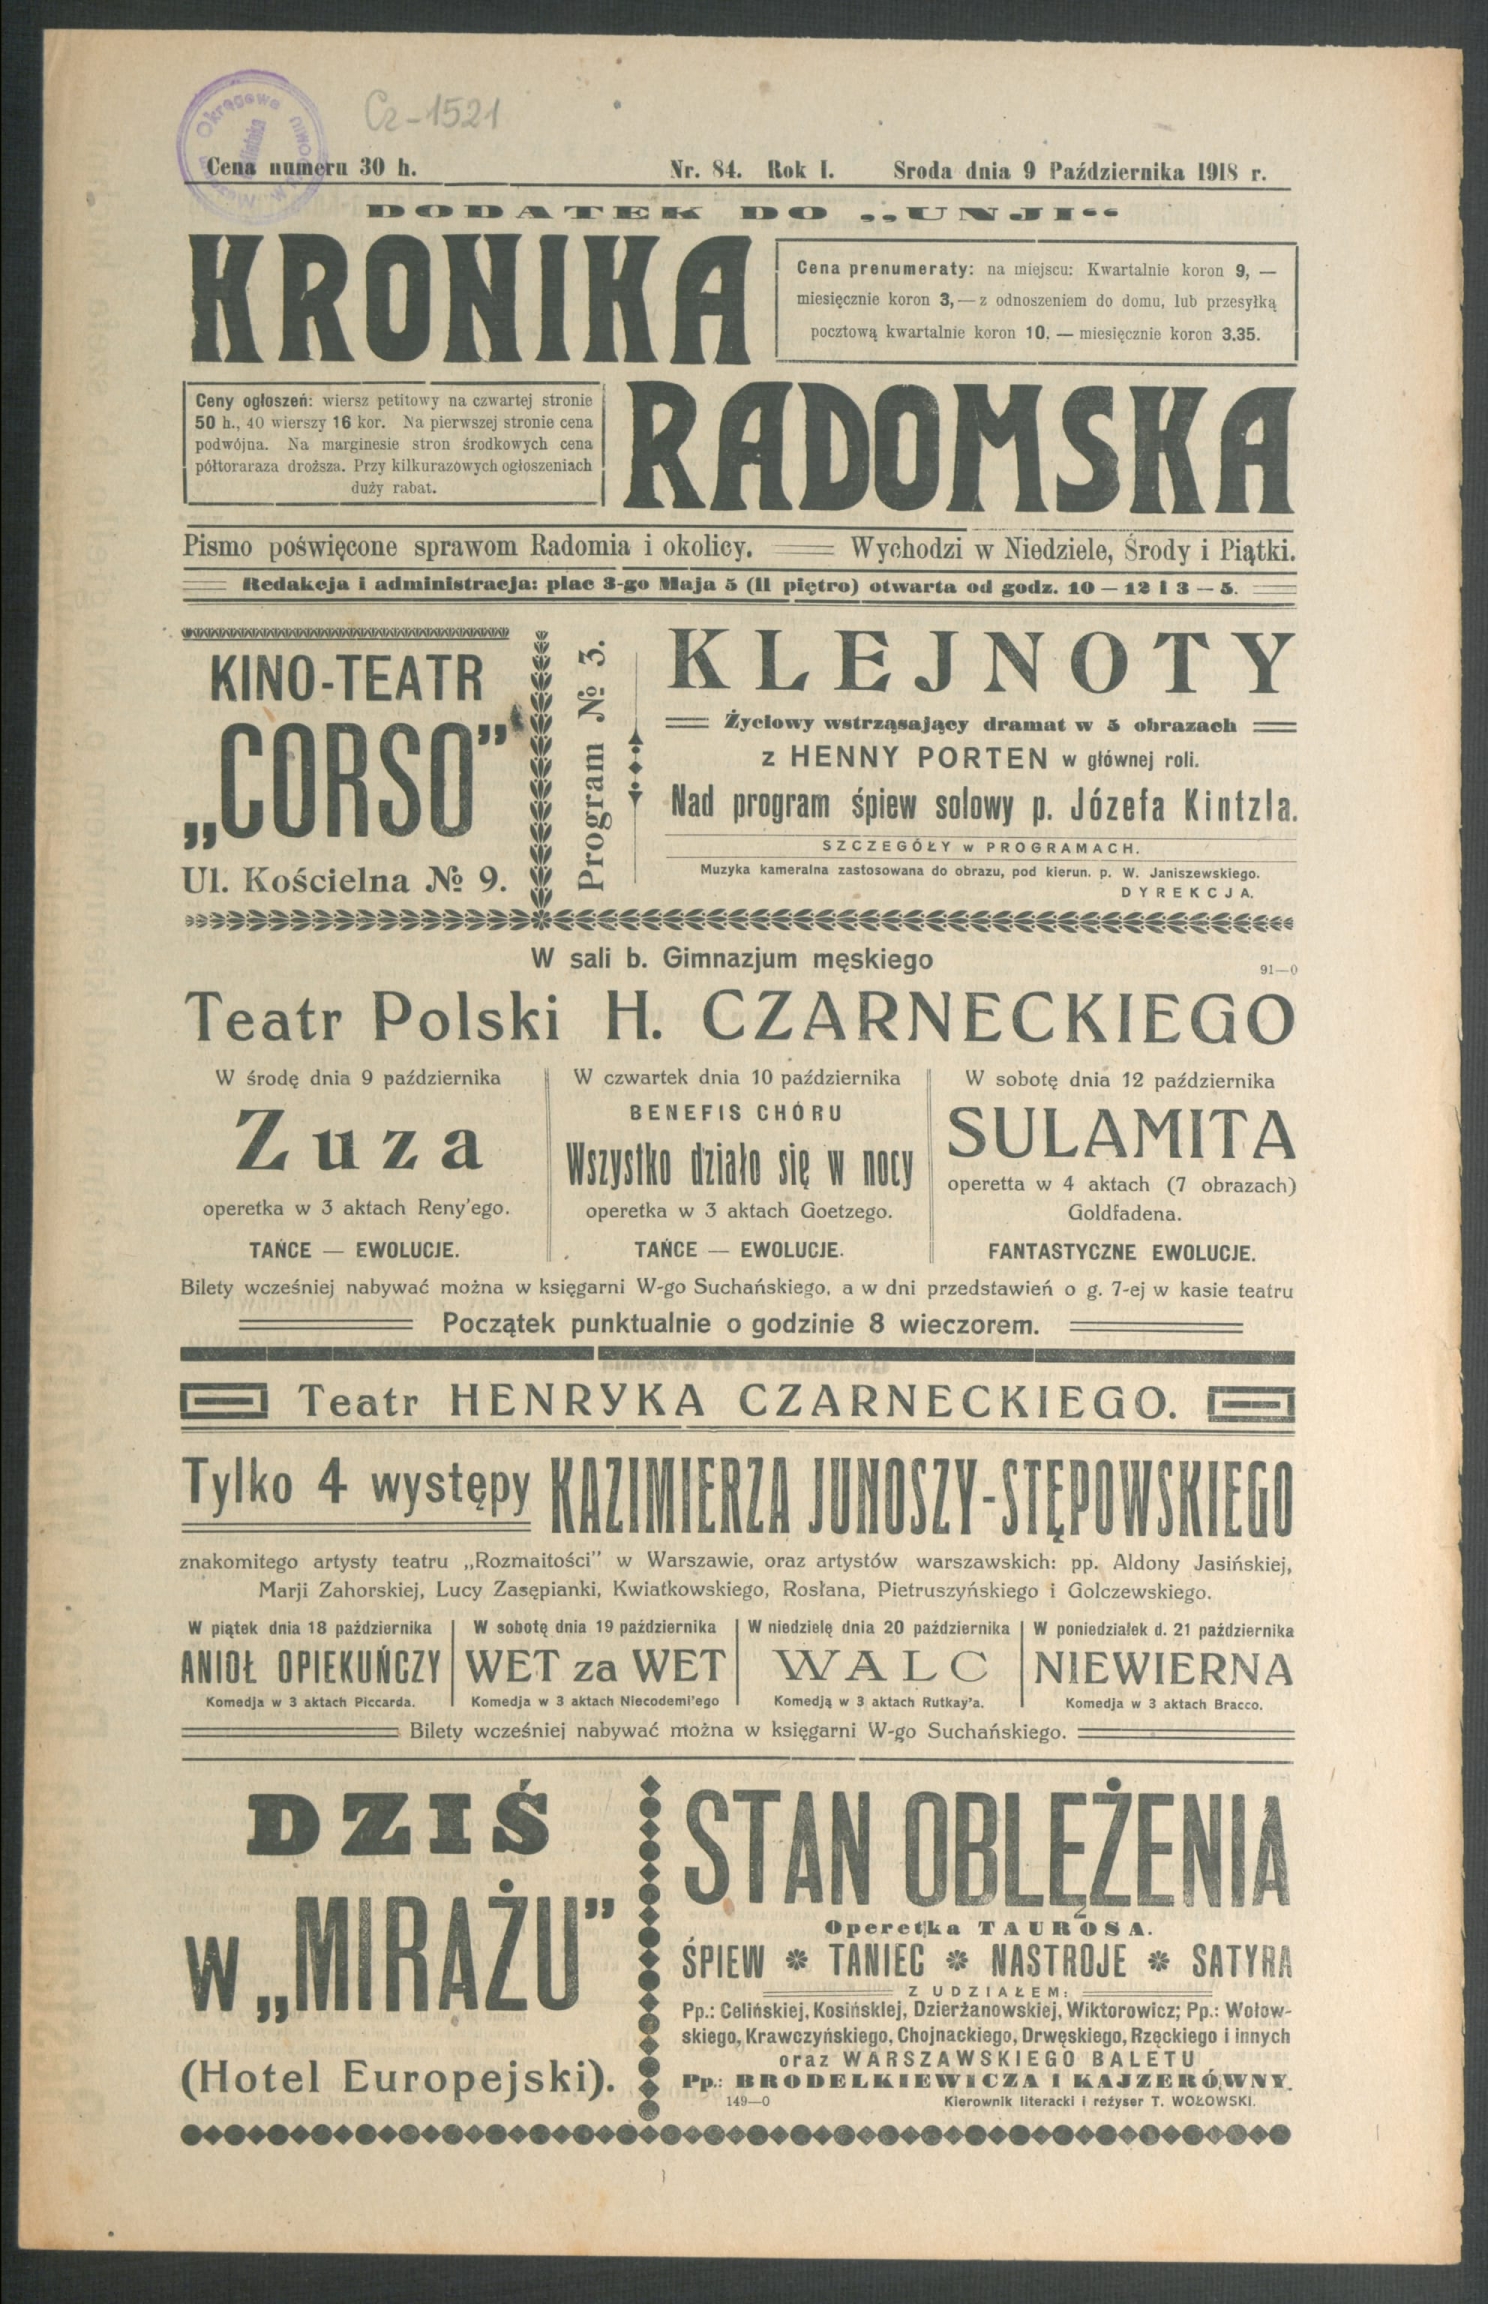 Cz-1521
Cena numeru 30 h. Nr. 84. Rok I. Sroda dnia 9 Października 1918 r.
DODATEK DO „UNJI“
KRONIKA
Cena prenumeraty: na miejscu: Kwartalnie koron 9, —
miesięcznie koron 3, — z odnoszeniem do domu, lub przesyłką
pocztową kwartalnie koron 10. — miesięcznie koron 3.35.
Ceny ogłoszeń: wiersz petitowy na czwartej stronie
50 h., 40 wierszy 16 kor. Na pierwszej stronie cena
podwójna. Na marginesie stron środkowych cena
półtoraraza droższa. Przy kilkurazowych ogłoszeniach
duży rabat.
RADOMSKA
Pismo poświęcone sprawom Radomia i okolicy. Wychodzi w Niedziele, Środy i Piątki.
Redakcja i administracja: plac 3-go Maja 5 (II piętro) otwarta od godz. 10 — 12 i 3 — 5.
KINO-TEATR
„CORSO”
Ul. Kościelna № 9.
Program № 3.
KLEJNOTY
Życiowy wstrząsający dramat w 5 obrazach
z HENNY PORTEN w głównej roli.
Nad program śpiew solowy p. Józefa Kintzla.
SZCZEGÓŁY w PROGRAMACH.
Muzyka kameralna zastosowana do obrazu, pod kierun. p. W. Janiszewskiego.
DYREKCJA.
W sali b. Gimnazjum męskiego
91—0
Teatr Polski H. CZARNECKIEGO
W środę dnia 9 października
Zuza
operetka w 3 aktach Reny'ego.
TAŃCE — EWOLUCJE.
W czwartek dnia 10 października
BENEFIS CHÓRU
Wszystko działo się w nocy
operetka w 3 aktach Goetzego.
TAŃCE — EWOLUCJE.
W sobotę dnia 12 października
SULAMITA
operetta w 4 aktach (7 obrazach)
Goldfadena.
FANTASTYCZNE EWOLUCJE.
Bilety wcześniej nabywać można w księgarni W-go Suchańskiego, a w dni przedstawień o g. 7-ej w kasie teatru
Początek punktualnie o godzinie 8 wieczorem.
Teatr HENRYKA CZARNECKIEGO.
Tylko 4 występy KAZIMIERZA JUNOSZY-STĘPOWSKIEGO
znakomitego artysty teatru „Rozmaitości” w Warszawie, oraz artystów warszawskich: pp. Aldony Jasińskiej,
Marji Zahorskiej, Lucy Zasępianki, Kwiatkowskiego, Rosłana, Pietruszyńskiego i Golczewskiego.
W piątek dnia 18 października
ANIOŁ OPIEKUŃCZY
Komedja w 3 aktach Piccarda.
W sobotę dnia 19 października
WET za WET
Komedja w 3 aktach Niecodemi'ego
W niedzielę dnia 20 października
WALC
Komedją w 3 aktach Rutkay'a.
W poniedziałek d. 21 października
NIEWIERNA
Komedja w 3 aktach Bracco.
Bilety wcześniej nabywać można w księgarni W-go Suchańskiego.
DZIŚ
w „MIRAŻU”
(Hotel Europejski).
STAN OBLĘŻENIA
Operetka TAUROSA.
ŚPIEW * TANIEC * NASTROJE * SATYRA
Z UDZIAŁEM:
Pp.: Celińskiej, Kosińskiej, Dzierżanowskiej, Wiktorowicz; Pp.: Wołow-
skiego, Krawczyńskiego, Chojnackiego, Drwęskiego, Rzęckiego i innych
oraz WARSZAWSKIEGO BALETU
Pp.: BRODELKIEWICZA I KAJZERÓWNY.
149—0 Kierownik literacki i reżyser T. WOŁOWSKI.